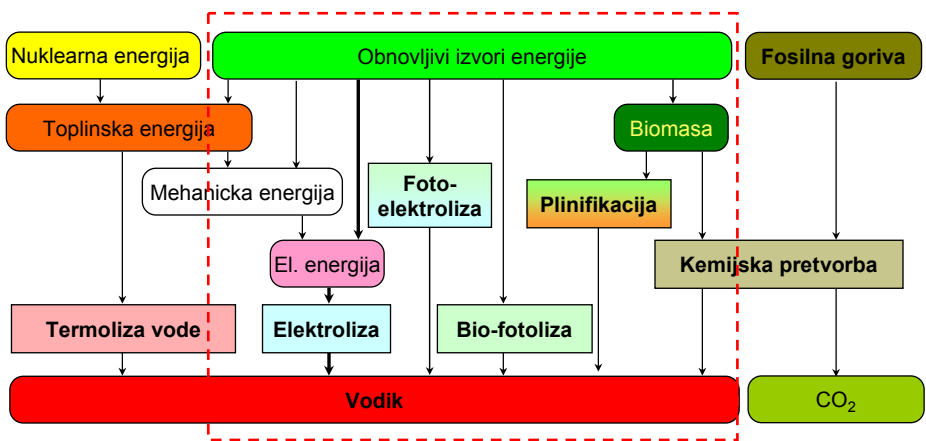 Nuklearna energija
Obnovljivi izvori energije
Fosilna goriva
Toplinska energija
Biomasa
Mehanicka energija
Foto-
elektroliza
Plinifikacija
El. energija
Kemijska pretvorba
Termoliza vode
Elektroliza
Bio-fotoliza
Vodik
CO₂